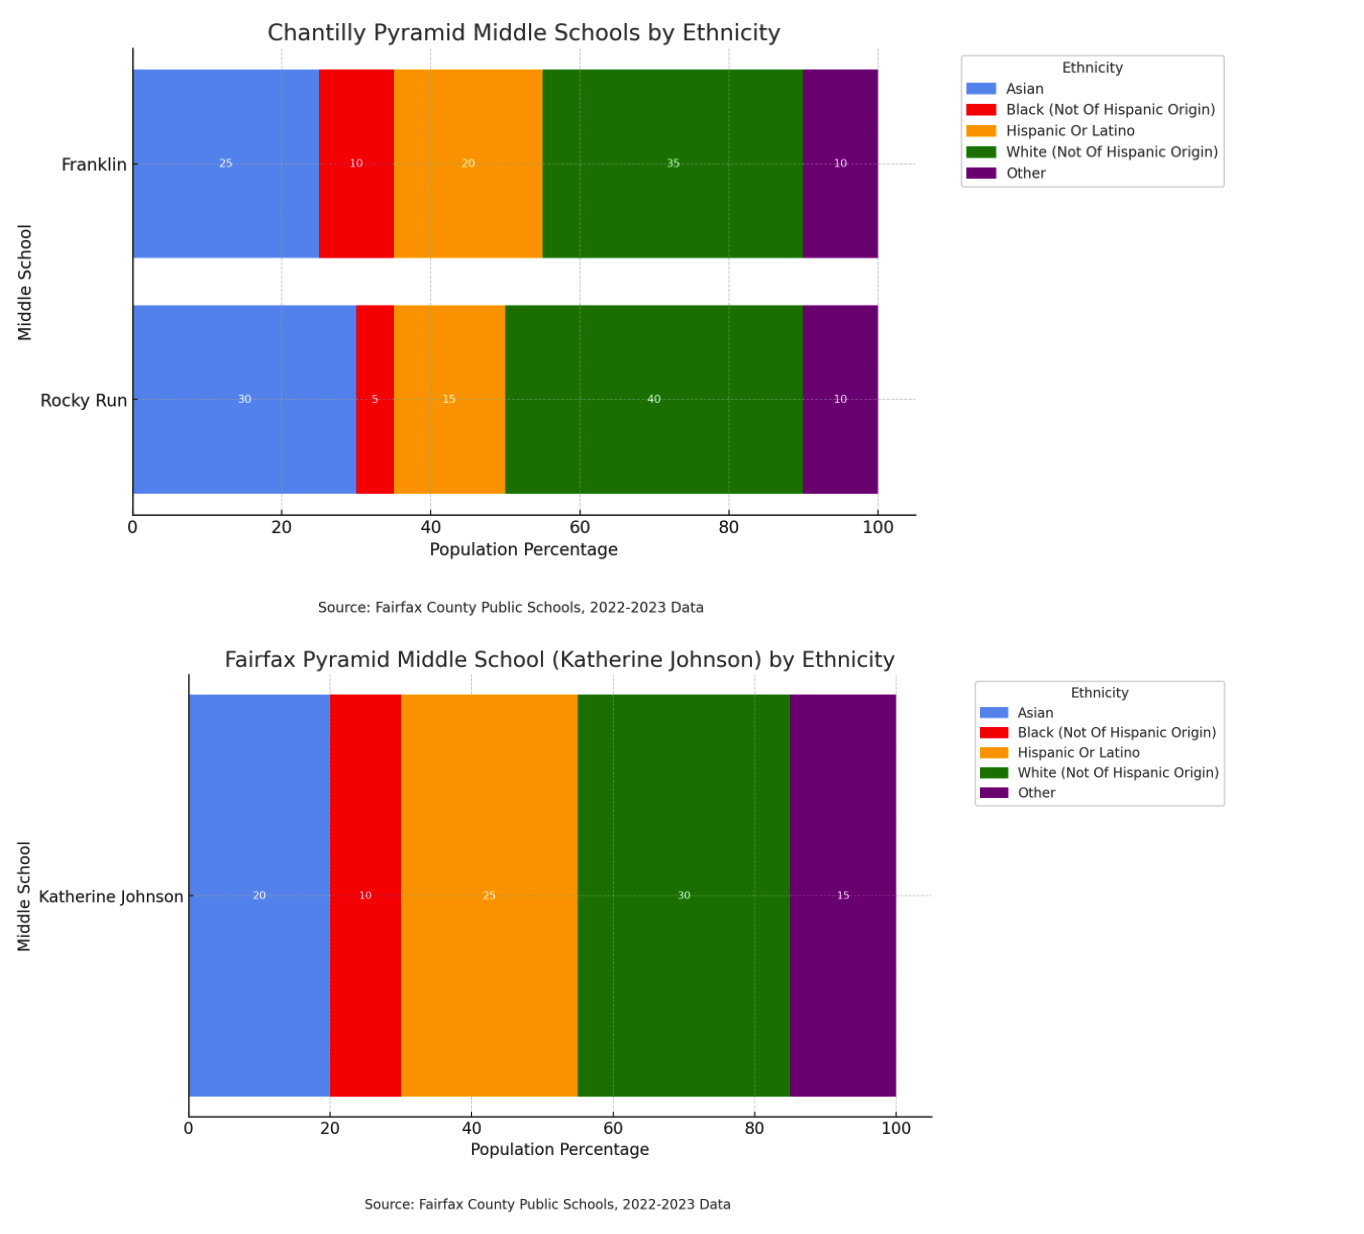 Chantilly Pyramid Middle Schools by Ethnicity
Ethnicity
Asian
Black (Not Of Hispanic Origin)
Hispanic Or Latino
White (Not Of Hispanic Origin)
Other
Middle School
Franklin
25 10 20 35 10
Rocky Run
30 5 15 40 10
0 20 40 60 80 100
Population Percentage
Source: Fairfax County Public Schools, 2022-2023 Data
Fairfax Pyramid Middle School (Katherine Johnson) by Ethnicity
Ethnicity
Asian
Black (Not Of Hispanic Origin)
Hispanic Or Latino
White (Not Of Hispanic Origin)
Other
Middle School
Katherine Johnson
20 10 25 30 15
0 20 40 60 80 100
Population Percentage
Source: Fairfax County Public Schools, 2022-2023 Data